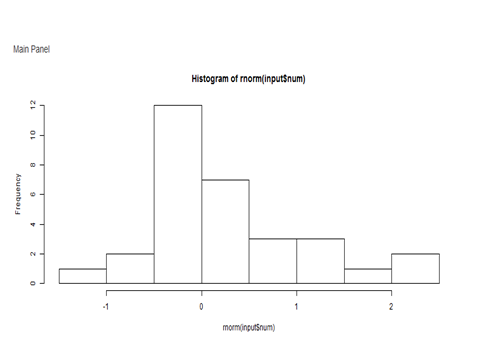 Main Panel
Histogram of rnorm(input$num)
Frequency
12
10
8
6
4
2
0
-1 0 1 2
rnorm(input$num)